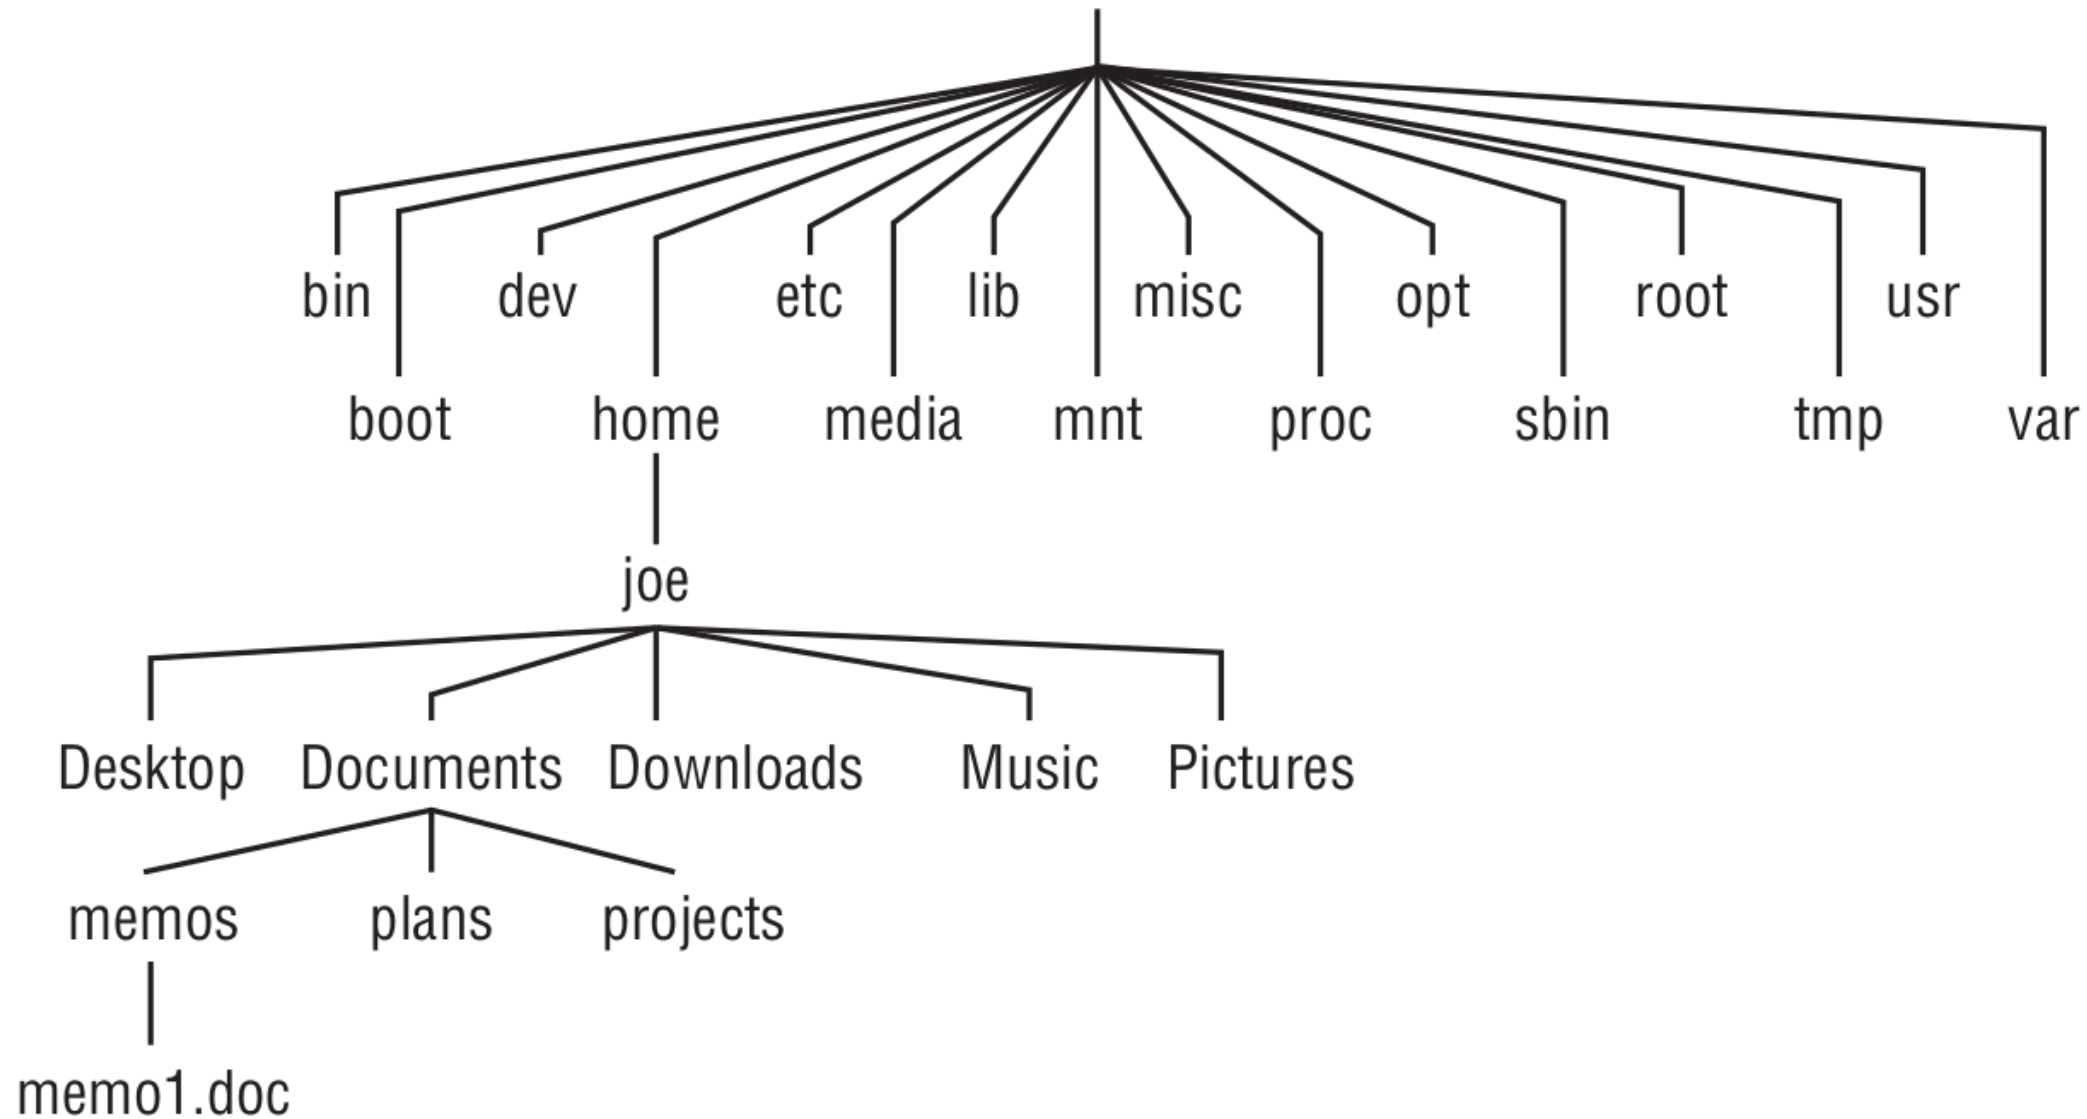 bin dev etc lib misc opt root usr
boot home media mnt proc sbin tmp var
joe
Desktop Documents Downloads Music Pictures
memos plans projects
memo1.doc